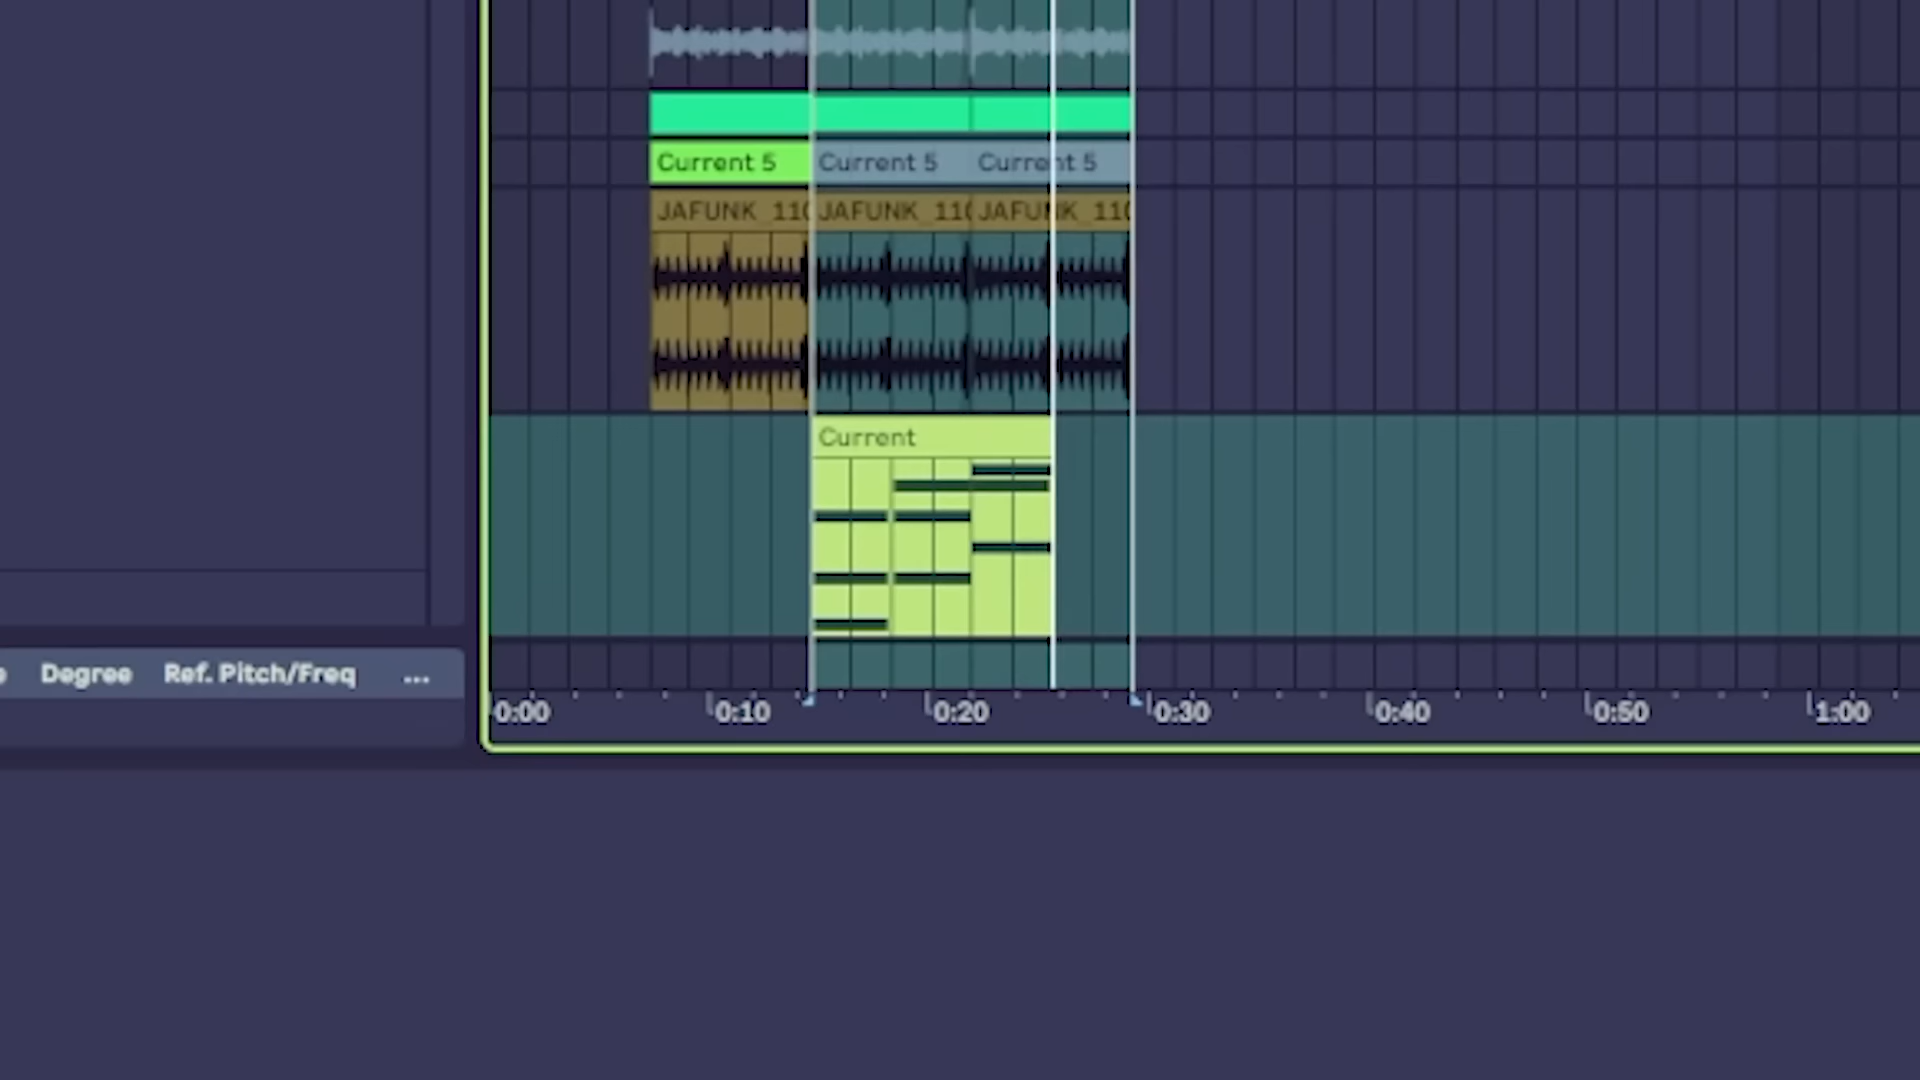 Current 5 Current 5 Current 5
JAFUNK_110 JAFUNK_110 JAFUNK_110
Current
Degree Ref. Pitch/Freq ...
0:00 0:10 0:20 0:30 0:40 0:50 1:00